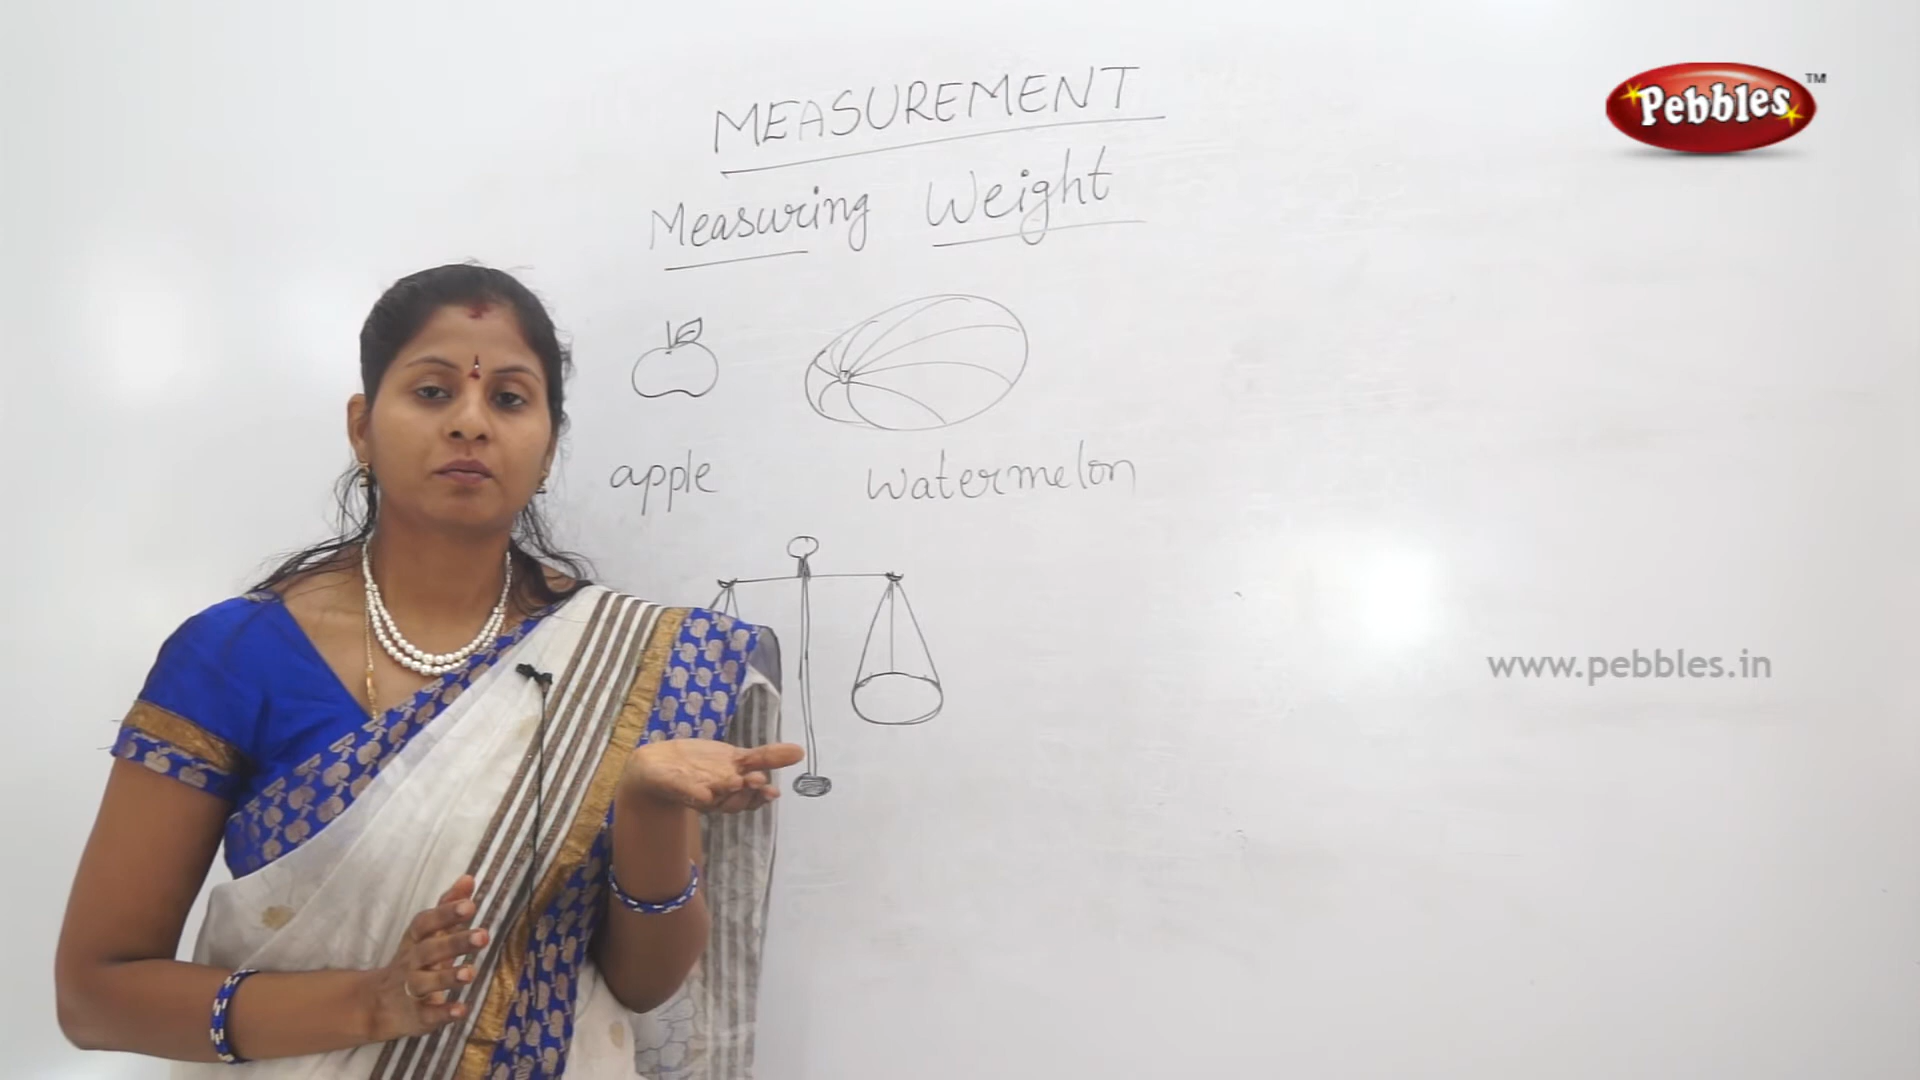 MEASUREMENT
Measuring Weight
apple watermelon
Pebbles TM
www.pebbles.in